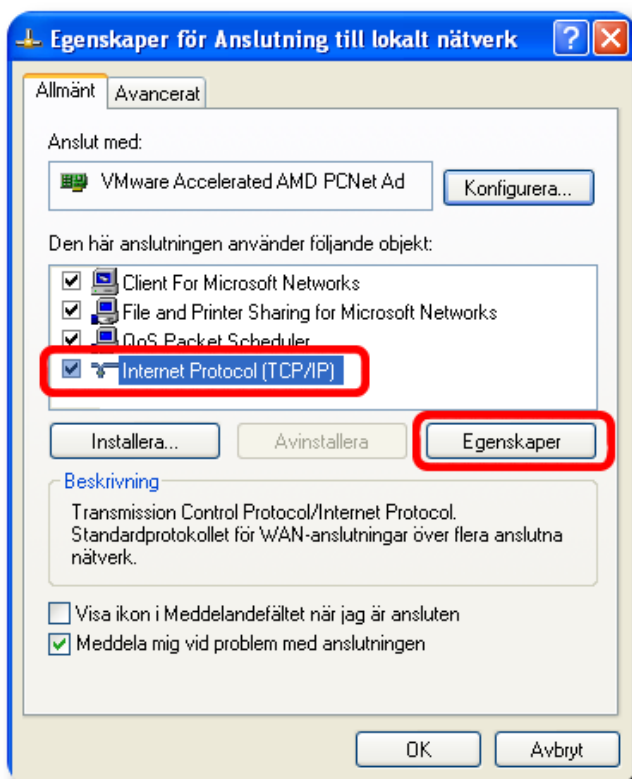 Egenskaper för Anslutning till lokalt nätverk
Allmänt Avancerat
Anslut med:
VMware Accelerated AMD PCNet Ad
Konfigurera...
Den här anslutningen använder följande objekt:
Client For Microsoft Networks
File and Printer Sharing for Microsoft Networks
QoS Packet Scheduler
Internet Protocol (TCP/IP)
Installera... Avinstallera Egenskaper
Beskrivning
Transmission Control Protocol/Internet Protocol.
Standardprotokollet för WAN-anslutningar över flera anslutna
nätverk.
Visa ikon i Meddelandefältet när jag är ansluten
Meddela mig vid problem med anslutningen
OK Avbryt